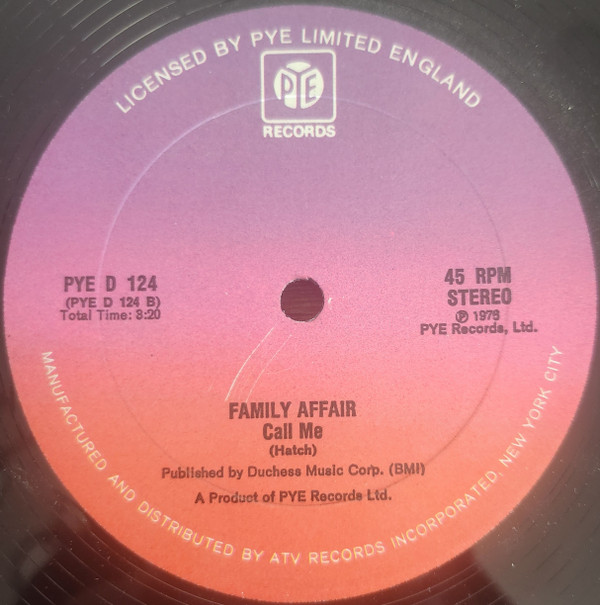 LICENSED BY PYE LIMITED ENGLAND
PYE
RECORDS
PYE D 124
(PYE D 124 B)
Total Time: 8:20
45 RPM
STEREO
℗ 1976
PYE Records, Ltd.
FAMILY AFFAIR
Call Me
(Hatch)
Published by Duchess Music Corp. (BMI)
A Product of PYE Records Ltd.
MANUFACTURED AND DISTRIBUTED BY ATV RECORDS INCORPORATED, NEW YORK CITY